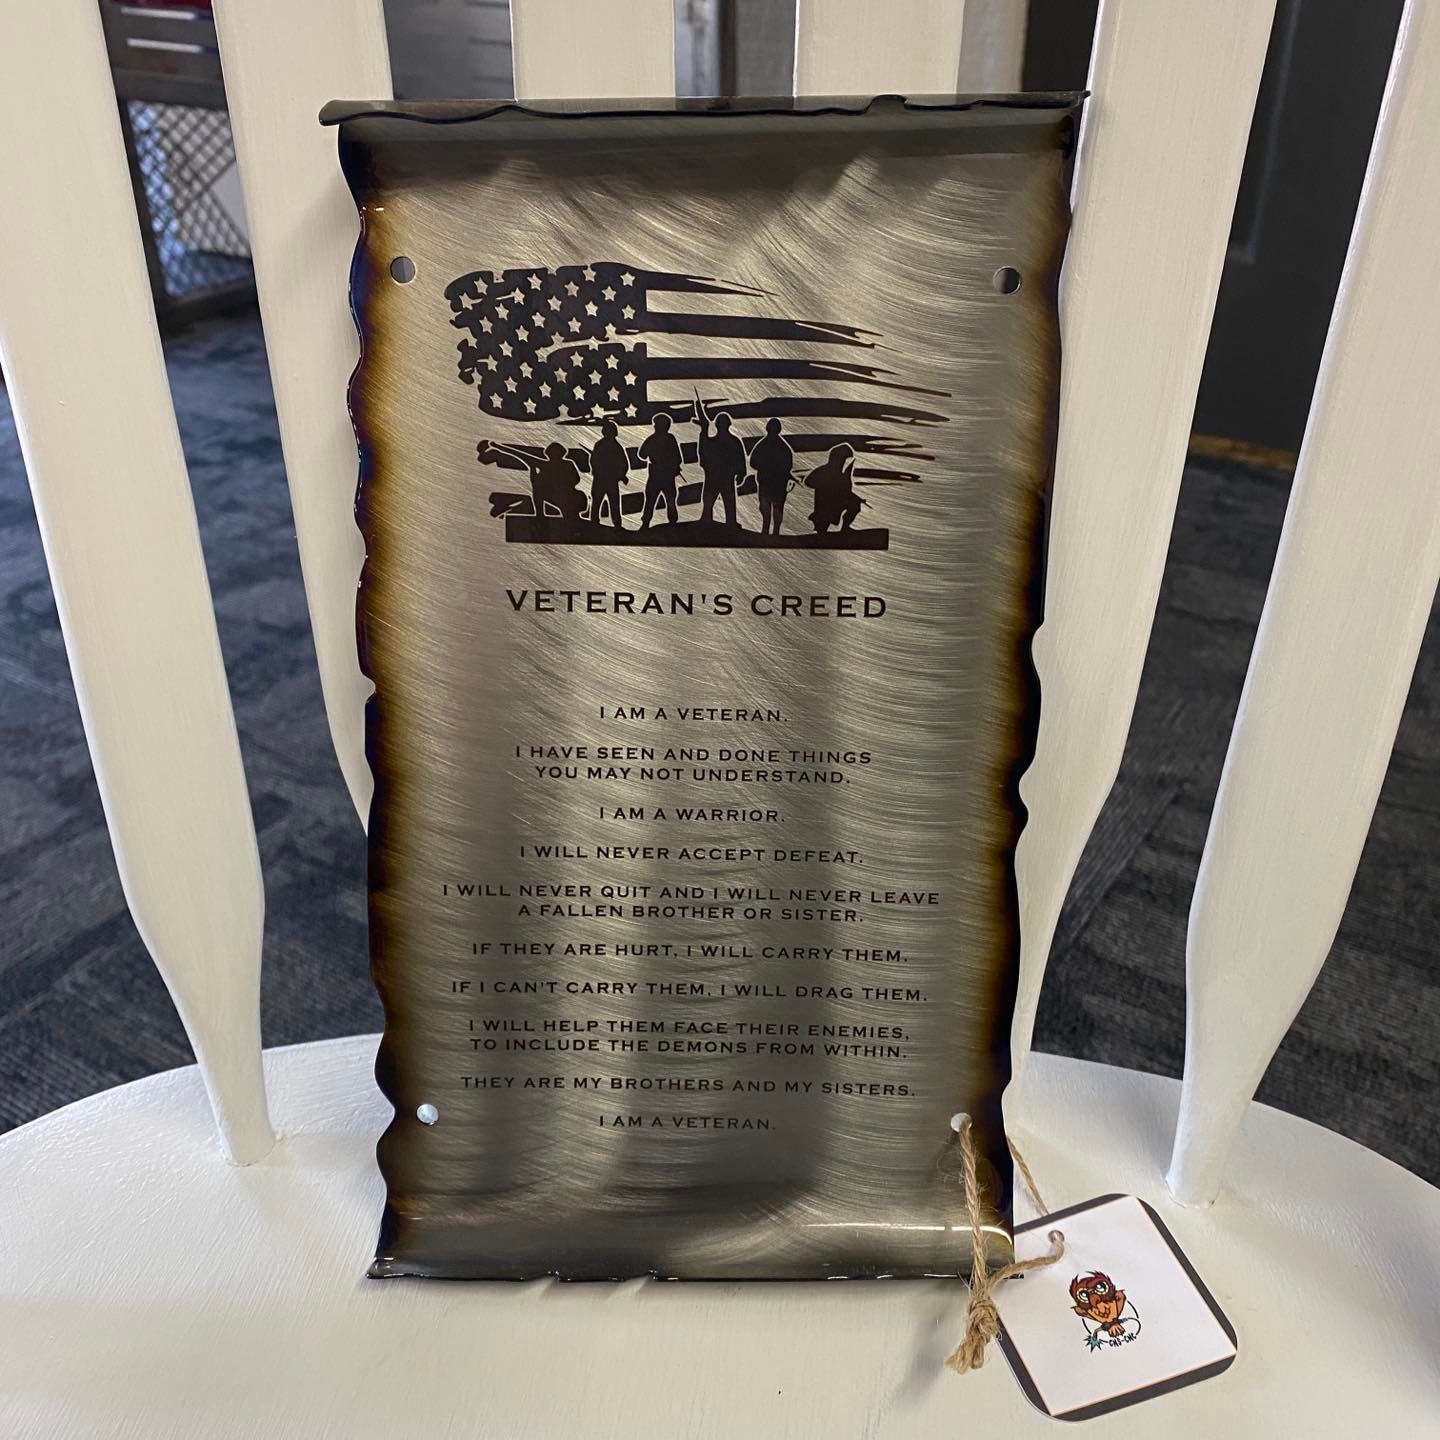 VETERAN'S CREED
I AM A VETERAN.
I HAVE SEEN AND DONE THINGS
YOU MAY NOT UNDERSTAND.
I AM A WARRIOR.
I WILL NEVER ACCEPT DEFEAT.
I WILL NEVER QUIT AND I WILL NEVER LEAVE
A FALLEN BROTHER OR SISTER.
IF THEY ARE HURT, I WILL CARRY THEM.
IF I CAN'T CARRY THEM, I WILL DRAG THEM.
I WILL HELP THEM FACE THEIR ENEMIES,
TO INCLUDE THE DEMONS FROM WITHIN.
THEY ARE MY BROTHERS AND MY SISTERS.
I AM A VETERAN.